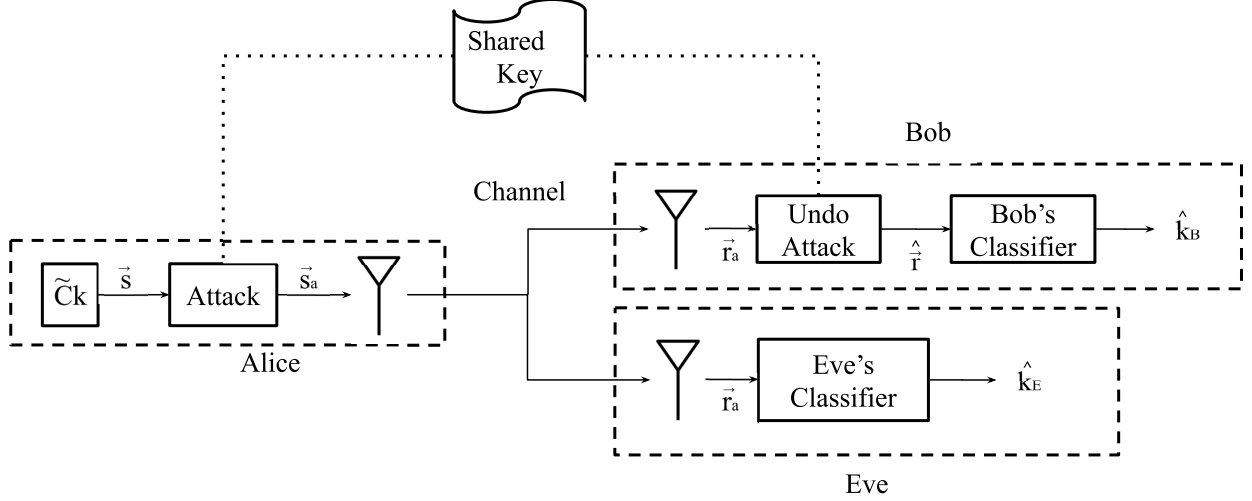 Shared
Key
Bob
Channel
Undo
Attack
Bob's
Classifier
k̂B
r⃗a
r̂⃗
C̃k
s⃗
Attack
s⃗a
Alice
Eve's
Classifier
k̂E
r⃗a
Eve